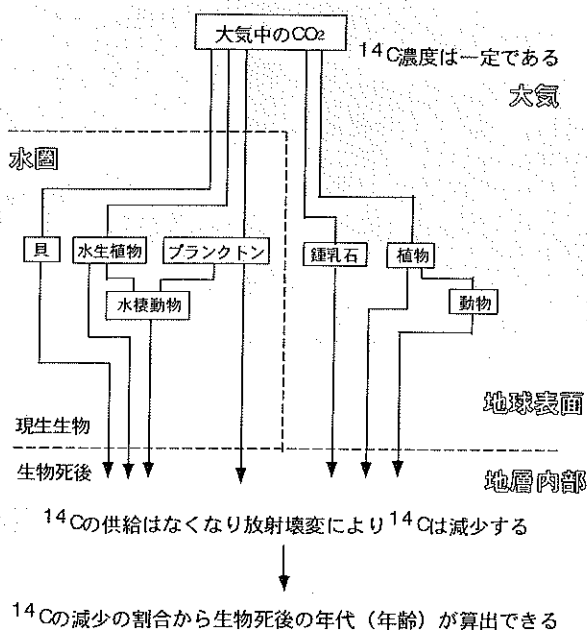 大気中のCO₂
¹⁴C濃度は一定である
大気
水圏
貝
水生植物
プランクトン
鍾乳石
植物
水棲動物
動物
地球表面
現生生物
生物死後
地層内部
¹⁴Cの供給はなくなり放射壊変により¹⁴Cは減少する
¹⁴Cの減少の割合から生物死後の年代（年齢）が算出できる